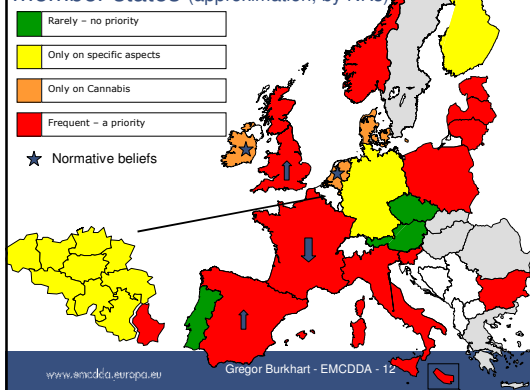 member states (approximation, by NAs)
Rarely – no priority
Only on specific aspects
Only on Cannabis
Frequent – a priority
Normative beliefs
www.emcdda.europa.eu
Gregor Burkhart - EMCDDA - 12